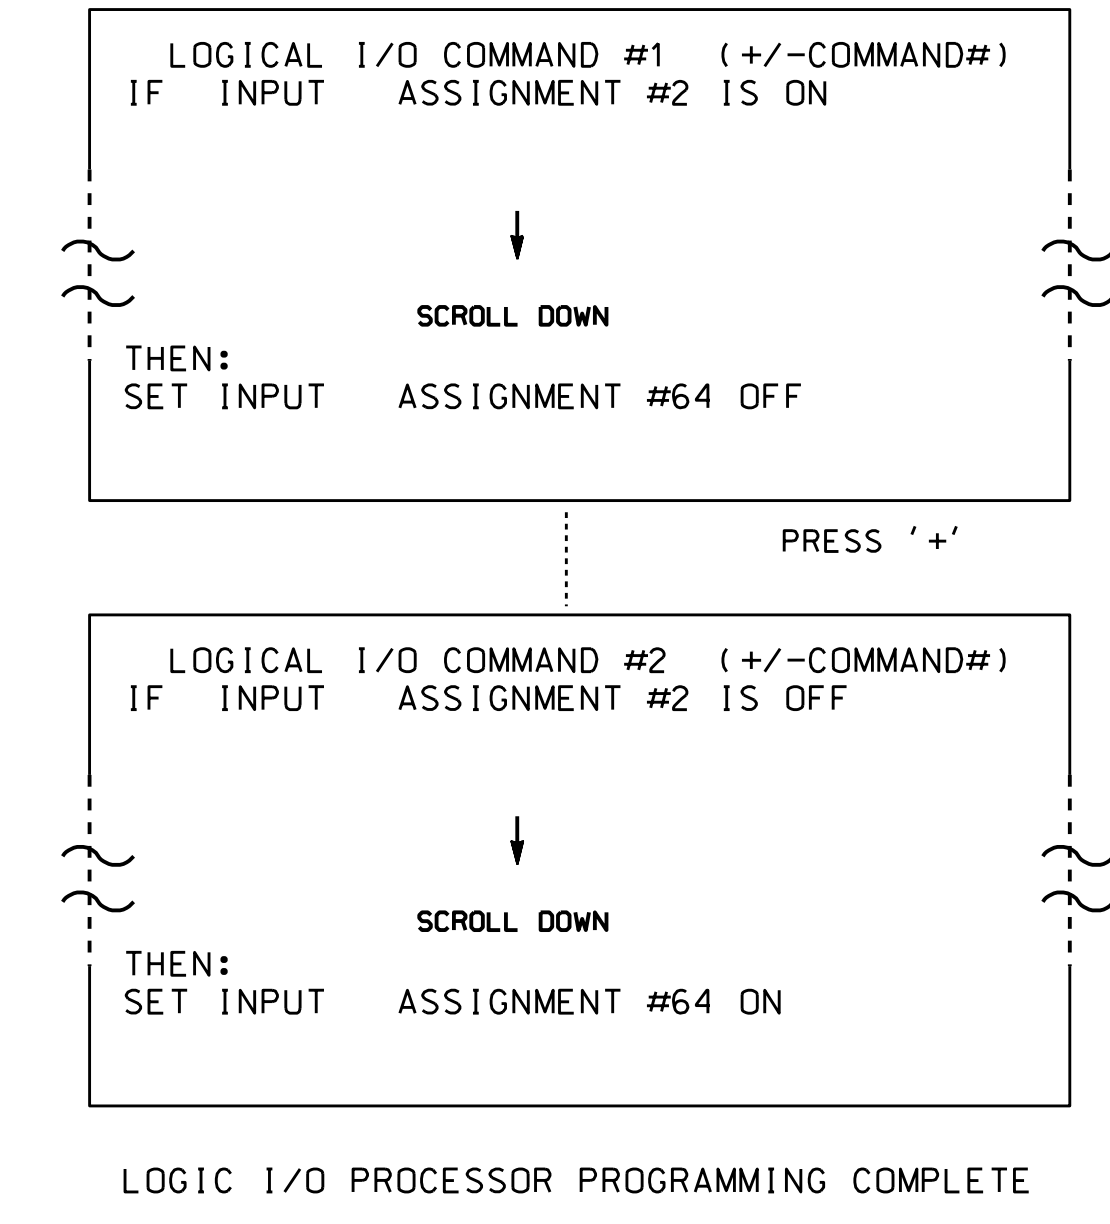 LOGICAL I/O COMMAND #1 (+/-COMMAND#)
IF INPUT ASSIGNMENT #2 IS ON
SCROLL DOWN
THEN:
SET INPUT ASSIGNMENT #64 OFF
PRESS '+'
LOGICAL I/O COMMAND #2 (+/-COMMAND#)
IF INPUT ASSIGNMENT #2 IS OFF
SCROLL DOWN
THEN:
SET INPUT ASSIGNMENT #64 ON
LOGIC I/O PROCESSOR PROGRAMMING COMPLETE